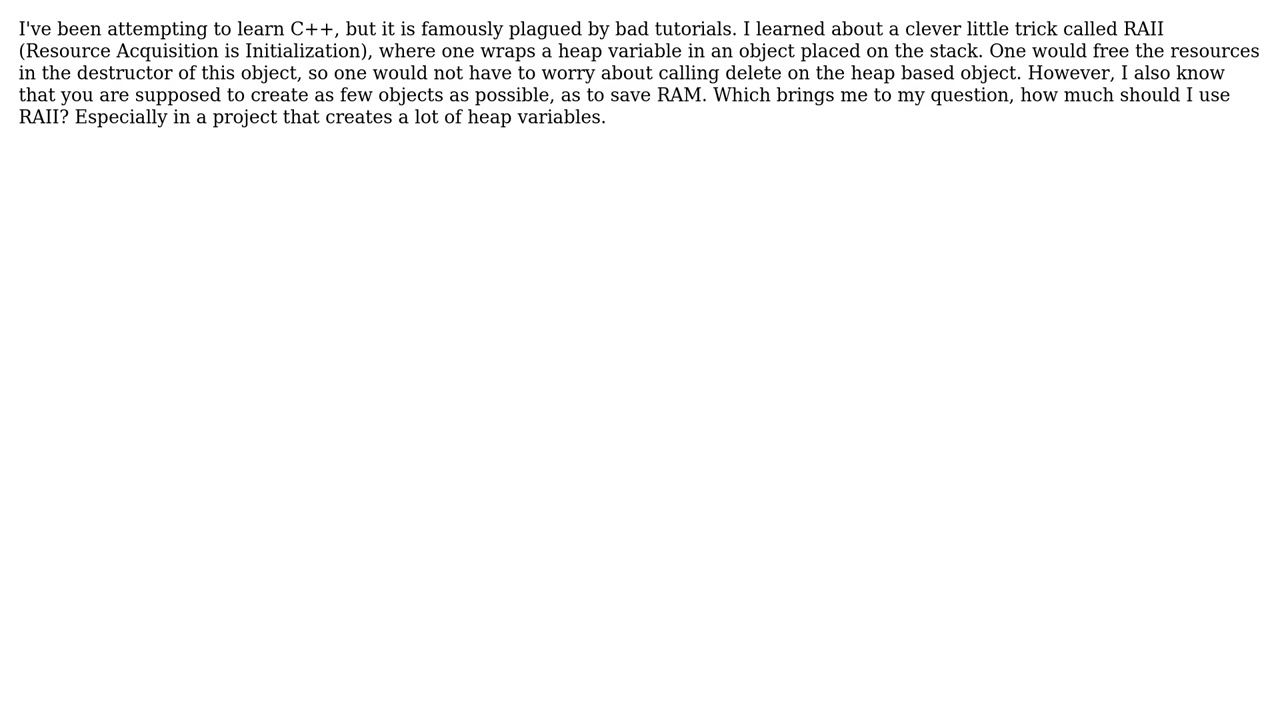 I've been attempting to learn C++, but it is famously plagued by bad tutorials. I learned about a clever little trick called RAII
(Resource Acquisition is Initialization), where one wraps a heap variable in an object placed on the stack. One would free the resources
in the destructor of this object, so one would not have to worry about calling delete on the heap based object. However, I also know
that you are supposed to create as few objects as possible, as to save RAM. Which brings me to my question, how much should I use
RAII? Especially in a project that creates a lot of heap variables.